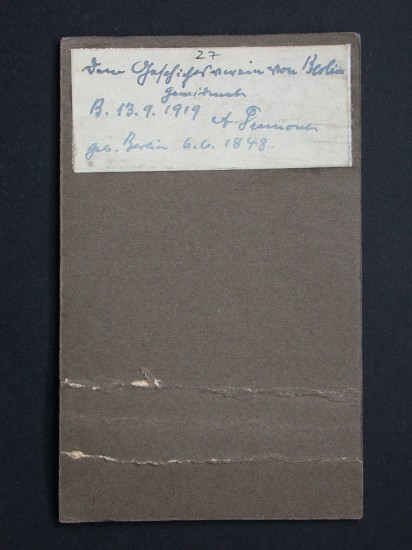 27
Dem Geschichtsverein von Berlin
gewidmet
B. 13.9.1919 A.
geb. Berlin 6.6.1848.